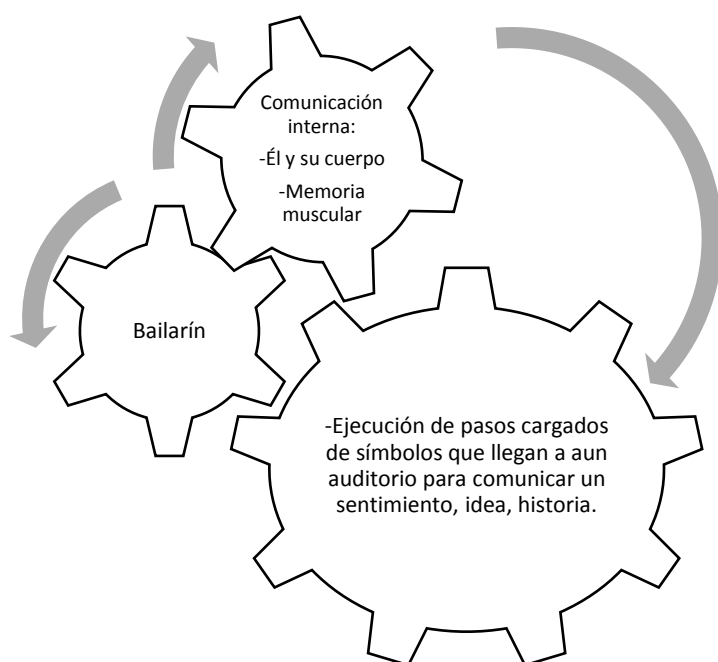 Comunicación
interna:
-Él y su cuerpo
-Memoria
muscular
Bailarín
-Ejecución de pasos cargados
de símbolos que llegan a aun
auditorio para comunicar un
sentimiento, idea, historia.